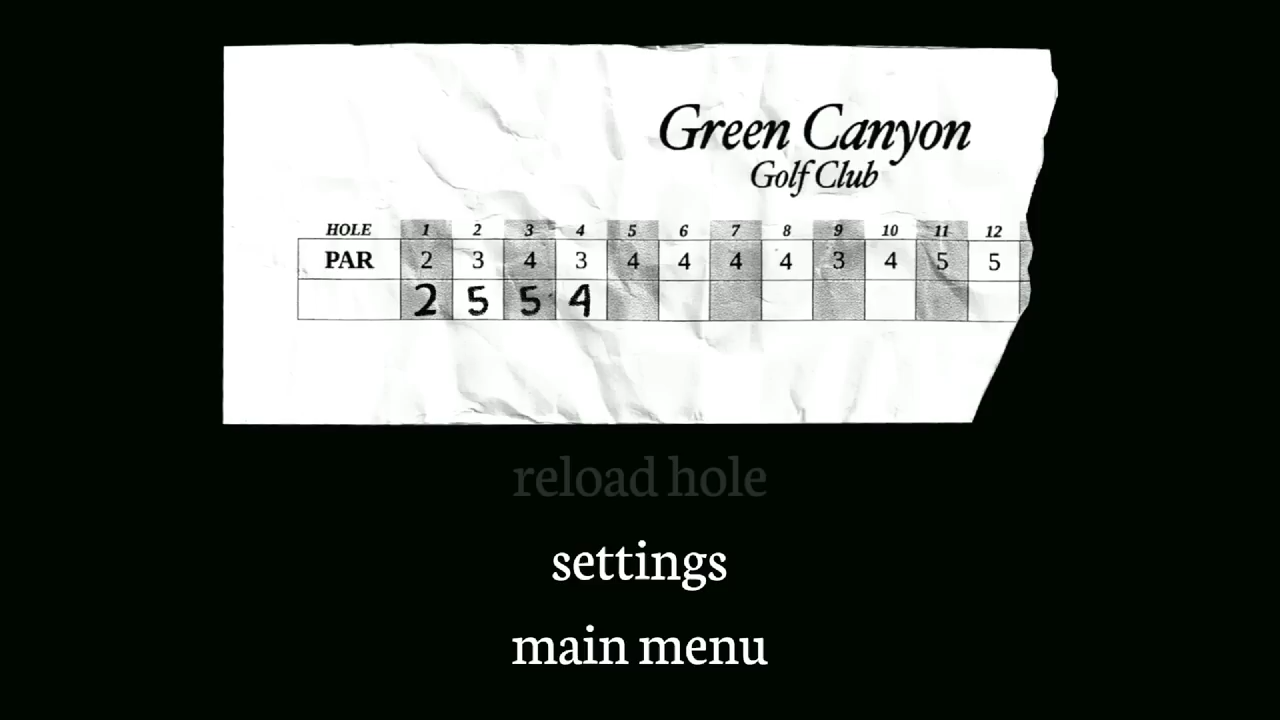 Green Canyon
Golf Club
HOLE 1 2 3 4 5 6 7 8 9 10 11 12
PAR 2 3 4 3 4 4 4 4 3 4 5 5
2 5 5 4
reload hole
settings
main menu